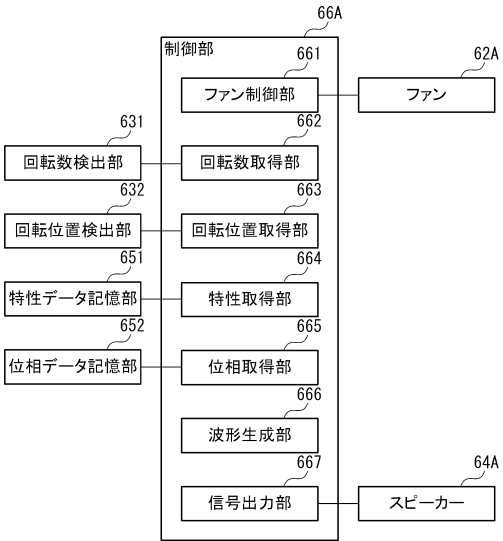 66A
制御部
661
62A
ファン制御部
ファン
631
662
回転数検出部
回転数取得部
632
663
回転位置検出部
回転位置取得部
651
664
特性データ記憶部
特性取得部
652
665
位相データ記憶部
位相取得部
666
波形生成部
667
64A
信号出力部
スピーカー